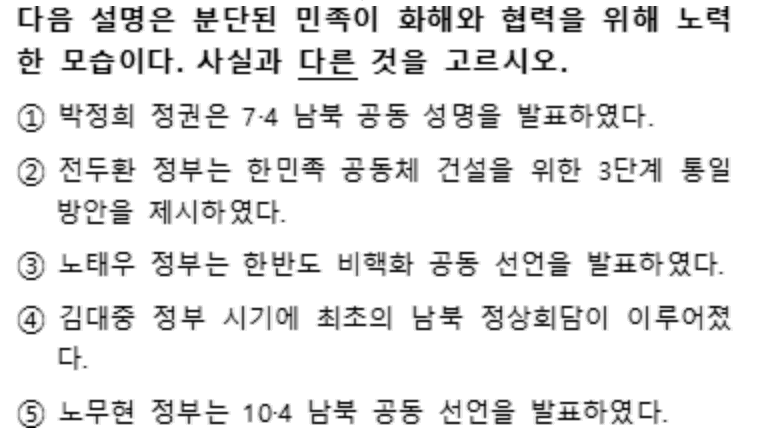 다음 설명은 분단된 민족이 화해와 협력을 위해 노력
한 모습이다. 사실과 다른 것을 고르시오.
① 박정희 정권은 7·4 남북 공동 성명을 발표하였다.
② 전두환 정부는 한민족 공동체 건설을 위한 3단계 통일
방안을 제시하였다.
③ 노태우 정부는 한반도 비핵화 공동 선언을 발표하였다.
④ 김대중 정부 시기에 최초의 남북 정상회담이 이루어졌
다.
⑤ 노무현 정부는 10·4 남북 공동 선언을 발표하였다.